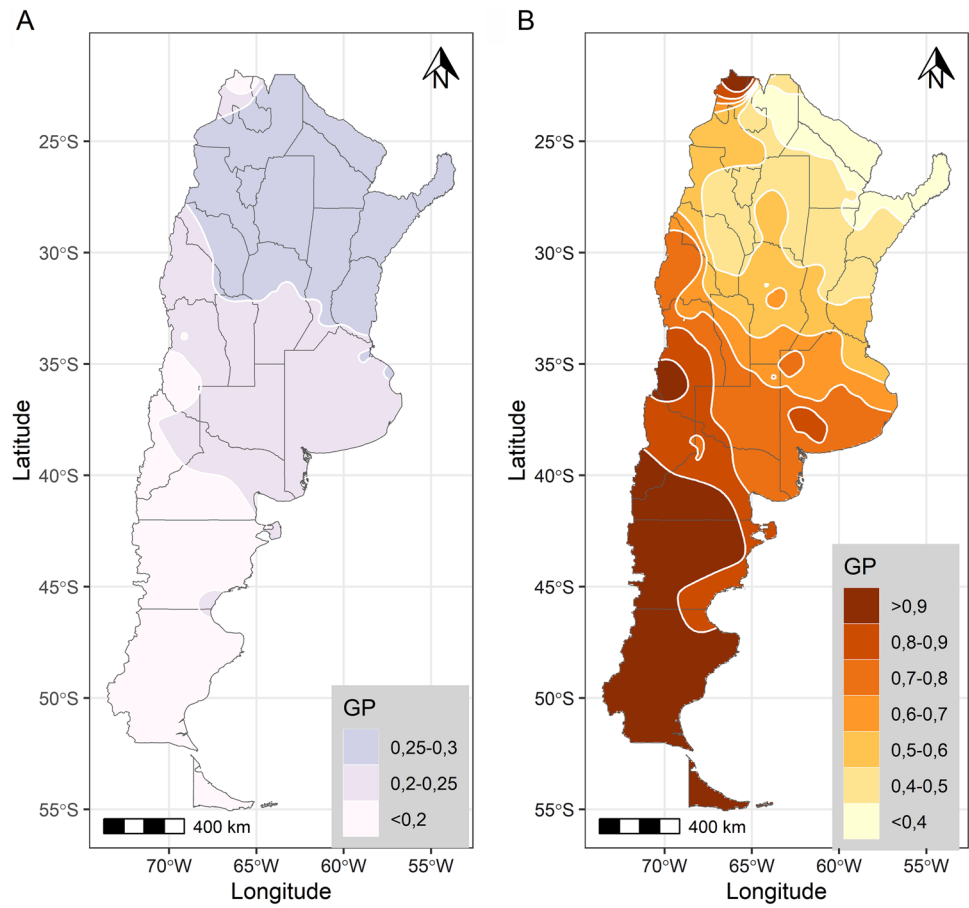 A
B
N
N
25°S
30°S
35°S
40°S
45°S
50°S
55°S
Latitude
70°W
65°W
60°W
55°W
Longitude
400 km
GP
0,25-0,3
0,2-0,25
<0,2
25°S
30°S
35°S
40°S
45°S
50°S
55°S
Latitude
70°W
65°W
60°W
55°W
Longitude
400 km
GP
>0,9
0,8-0,9
0,7-0,8
0,6-0,7
0,5-0,6
0,4-0,5
<0,4